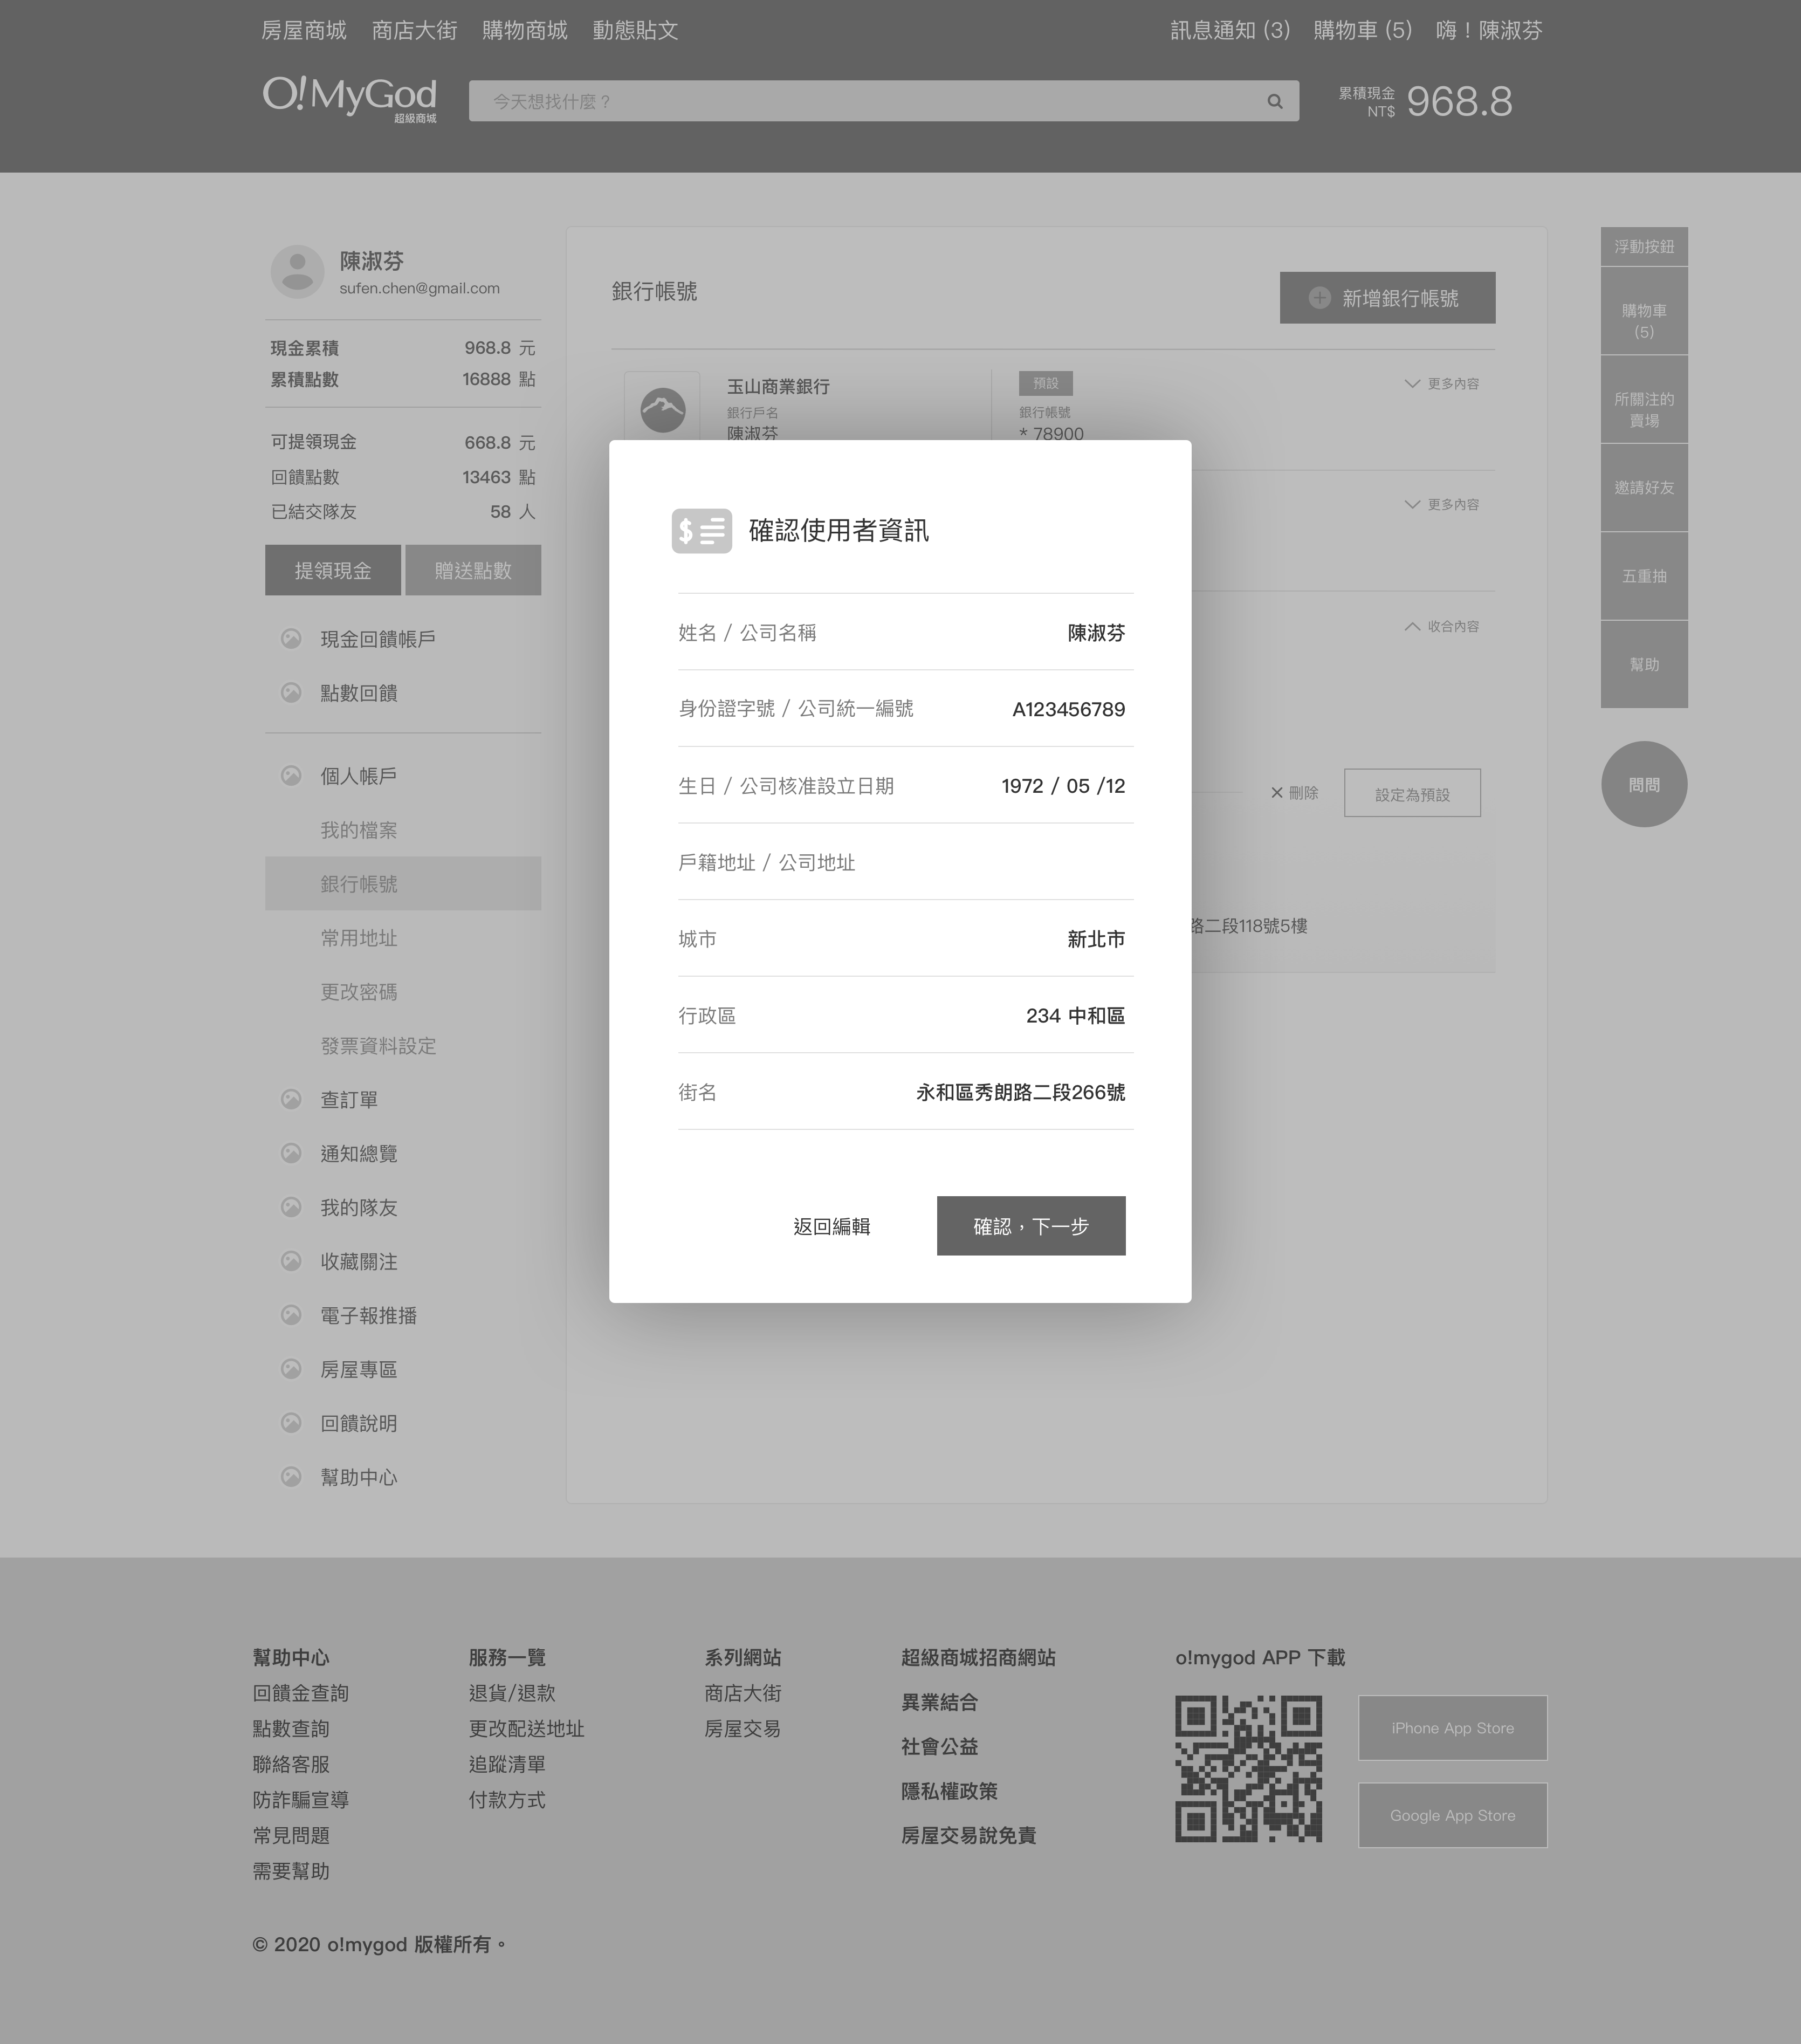 房屋商城 商店大街 購物商城 動態貼文 訊息通知 (3) 購物車 (5) 嗨！陳淑芬
O!MyGod
超級商城
今天想找什麼？
累積現金
NT$ 968.8
陳淑芬
sufen.chen@gmail.com
現金累積 968.8 元
累積點數 16888 點
可提領現金 668.8 元
回饋點數 13463 點
已結交隊友 58 人
提領現金 贈送點數
現金回饋帳戶
點數回饋
個人帳戶
我的檔案
銀行帳號
常用地址
更改密碼
發票資料設定
查訂單
通知總覽
我的隊友
收藏關注
電子報推播
房屋專區
回饋說明
幫助中心
銀行帳號
新增銀行帳號
玉山商業銀行
銀行戶名
陳淑芬
預設
銀行帳號
* 78900
更多內容
更多內容
收合內容
刪除
設定為預設
路二段118號5樓
確認使用者資訊
姓名 / 公司名稱 陳淑芬
身份證字號 / 公司統一編號 A123456789
生日 / 公司核准設立日期 1972 / 05 /12
戶籍地址 / 公司地址
城市 新北市
行政區 234 中和區
街名 永和區秀朗路二段266號
返回編輯 確認，下一步
浮動按鈕
購物車
(5)
所關注的
賣場
邀請好友
五重抽
幫助
問問
幫助中心
回饋金查詢
點數查詢
聯絡客服
防詐騙宣導
常見問題
需要幫助
服務一覽
退貨/退款
更改配送地址
追蹤清單
付款方式
系列網站
商店大街
房屋交易
超級商城招商網站
異業結合
社會公益
隱私權政策
房屋交易說免責
o!mygod APP 下載
iPhone App Store
Google App Store
© 2020 o!mygod 版權所有。